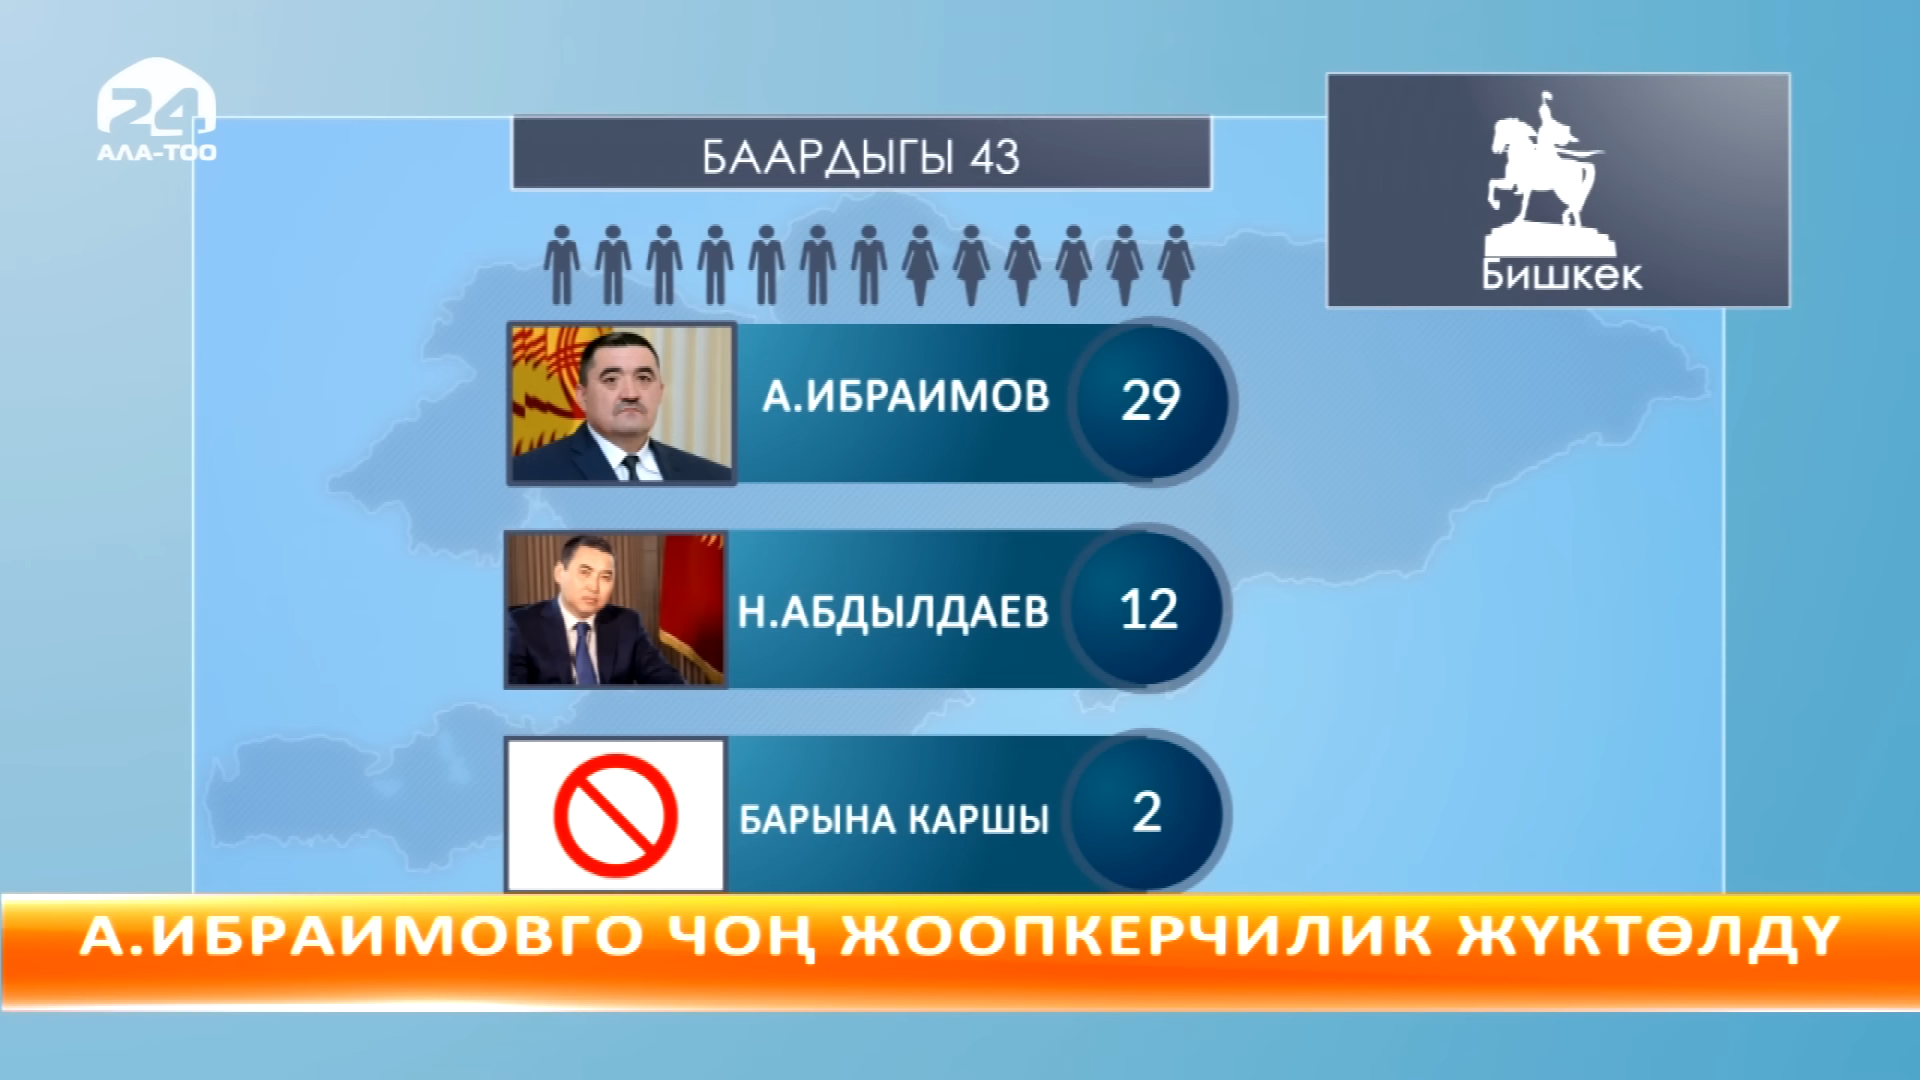 24
АЛА-ТОО
БААРДЫГЫ 43
Бишкек
А.ИБРАИМОВ
29
Н.АБДЫЛДАЕВ
12
БАРЫНА КАРШЫ
2
А.ИБРАИМОВГО ЧОҢ ЖООПКЕРЧИЛИК ЖҮКТӨЛДҮ